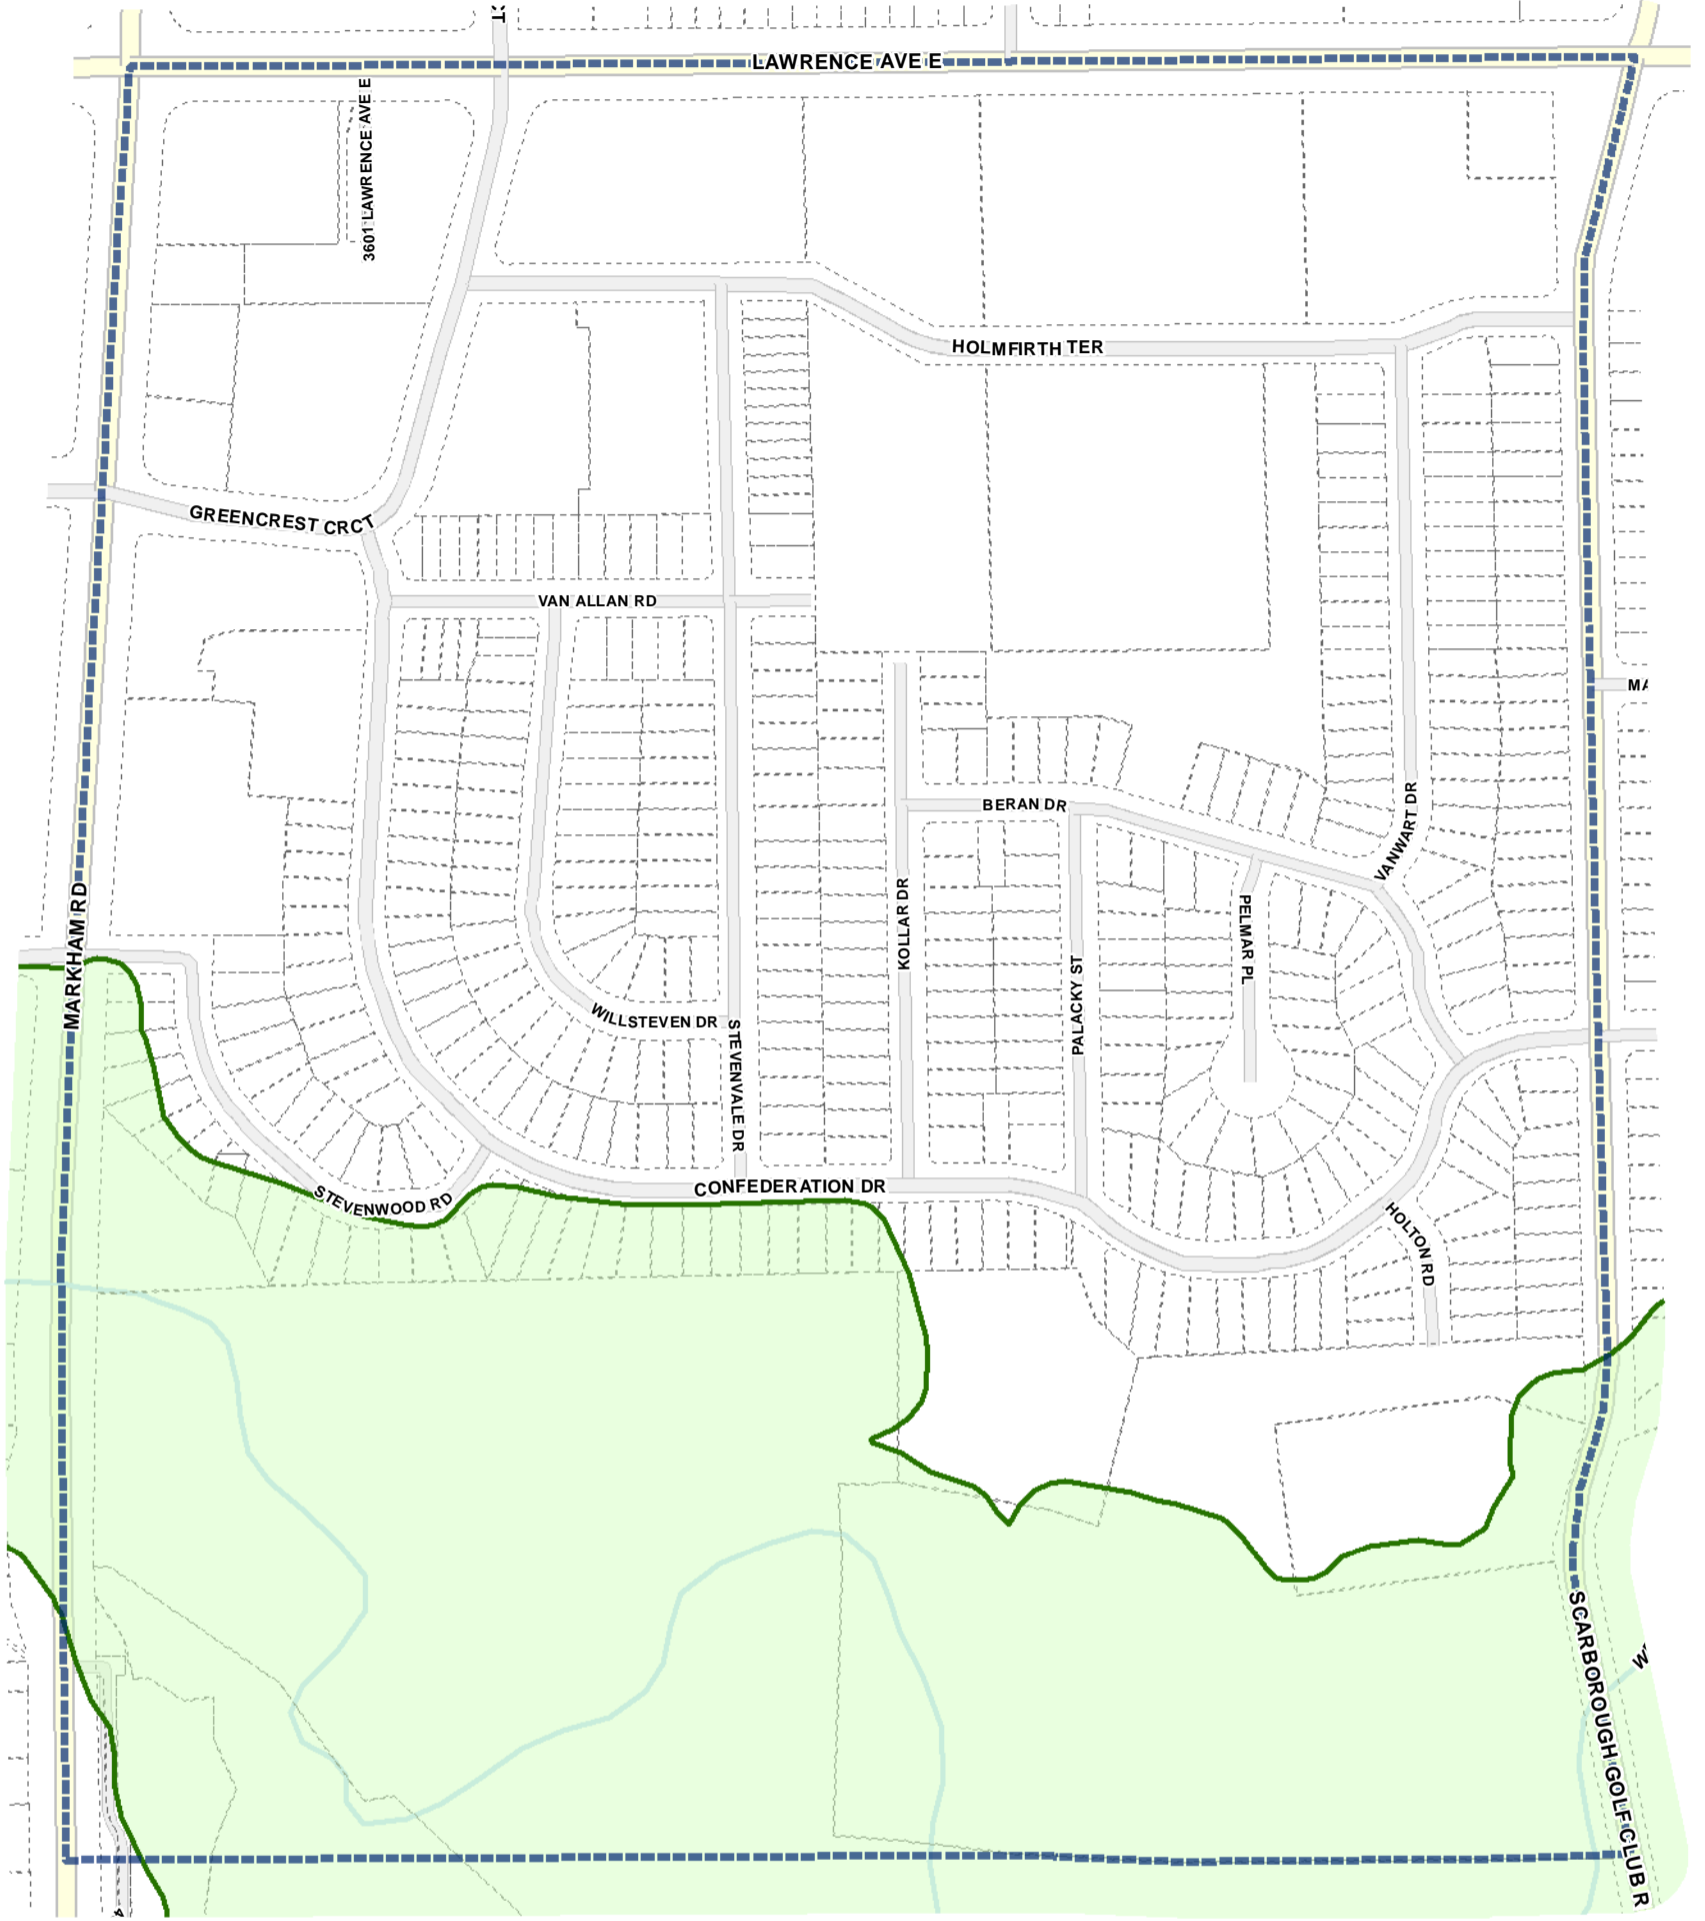 LAWRENCE AVE E
3601 LAWRENCE AVE E
HOLMFIRTH TER
GREENCREST CRCT
VAN ALLAN RD
BERAN DR
VANWART DR
MARKHAM RD
KOLLAR DR
PELMAR PL
PALACKY ST
WILLSTEVEN DR
STEVENVALE DR
CONFEDERATION DR
STEVENWOOD RD
HOLTON RD
SCARBOROUGH GOLF CLUB R
MA
W